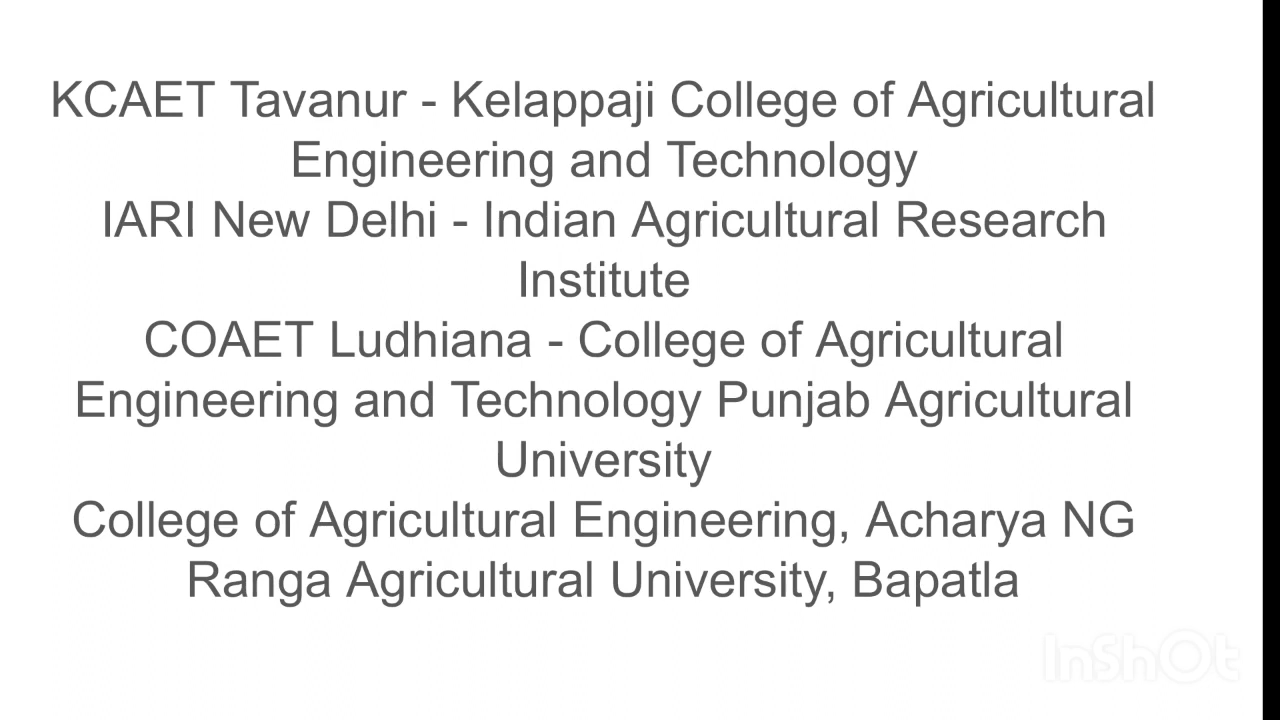 KCAET Tavanur - Kelappaji College of Agricultural
Engineering and Technology
IARI New Delhi - Indian Agricultural Research
Institute
COAET Ludhiana - College of Agricultural
Engineering and Technology Punjab Agricultural
University
College of Agricultural Engineering, Acharya NG
Ranga Agricultural University, Bapatla
InShOt